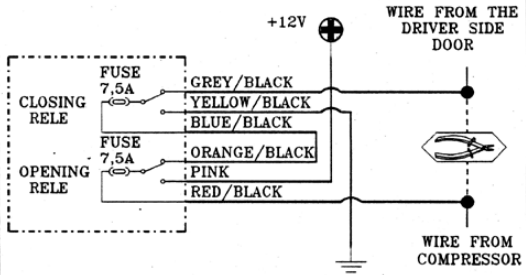 WIRE FROM THE
DRIVER SIDE
DOOR
+12V
FUSE
7,5A
CLOSING
RELE
GREY/BLACK
YELLOW/BLACK
BLUE/BLACK
FUSE
7,5A
OPENING
RELE
ORANGE/BLACK
PINK
RED/BLACK
WIRE FROM
COMPRESSOR